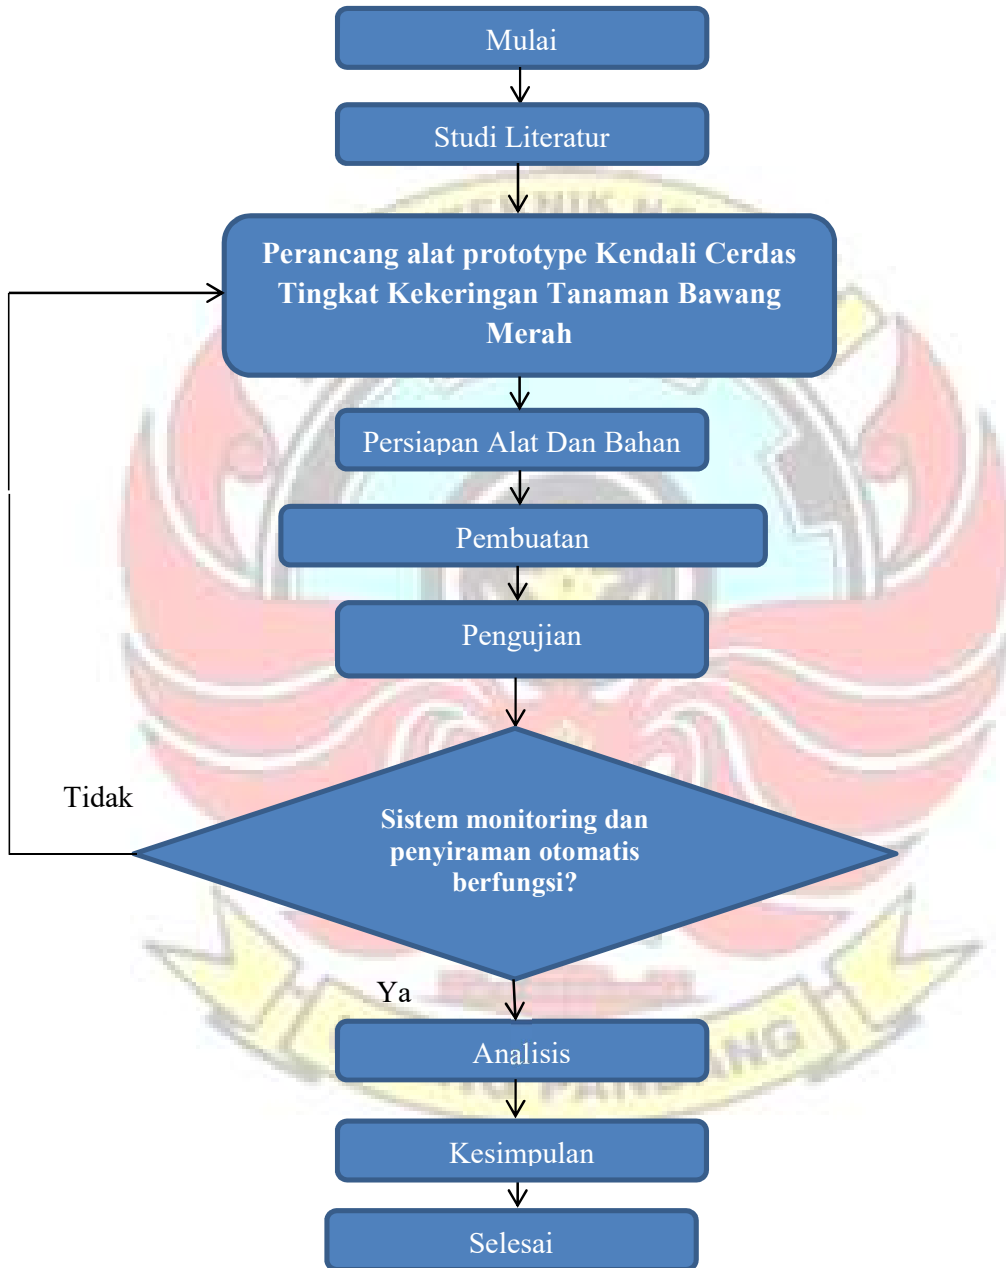 Mulai
Studi Literatur
Perancang alat prototype Kendali Cerdas
Tingkat Kekeringan Tanaman Bawang
Merah
Persiapan Alat Dan Bahan
Pembuatan
Pengujian
Tidak
Sistem monitoring dan
penyiraman otomatis
berfungsi?
Ya
Analisis
Kesimpulan
Selesai